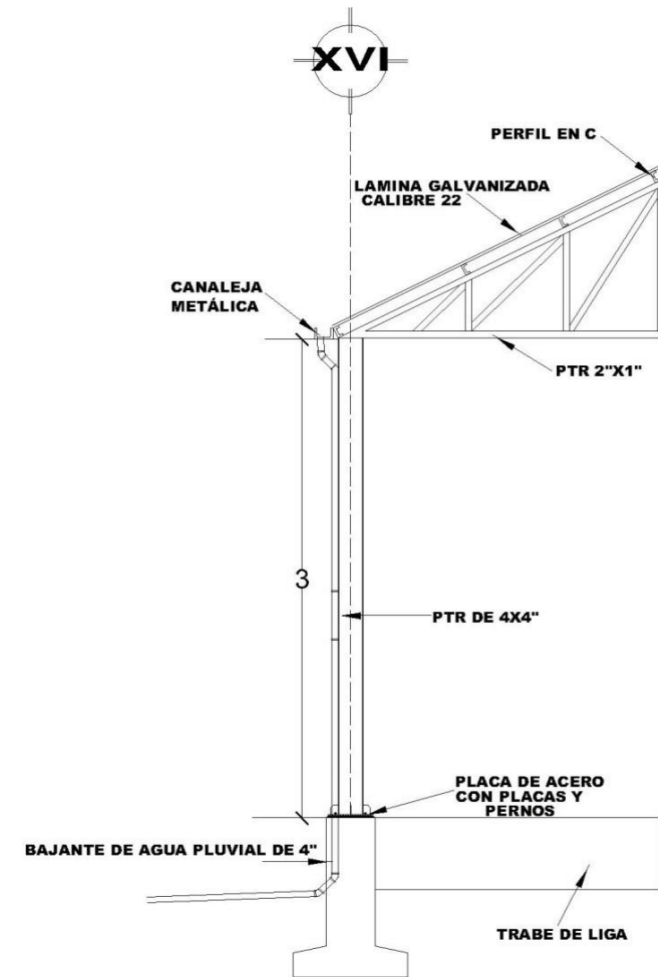 XVI
PERFIL EN C
LAMINA GALVANIZADA
CALIBRE 22
CANALEJA
METÁLICA
PTR 2"X1"
3
PTR DE 4X4"
PLACA DE ACERO
CON PLACAS Y
PERNOS
BAJANTE DE AGUA PLUVIAL DE 4"
TRABE DE LIGA